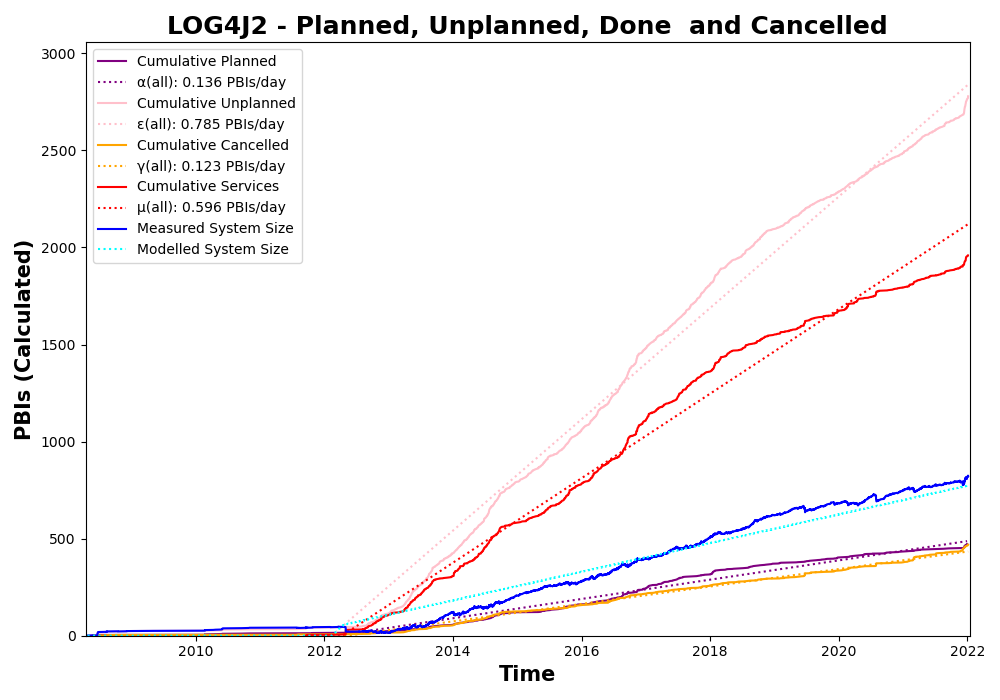 LOG4J2 - Planned, Unplanned, Done  and Cancelled
PBIs (Calculated)
3000
2500
2000
1500
1000
500
0
Cumulative Planned
α(all): 0.136 PBIs/day
Cumulative Unplanned
ε(all): 0.785 PBIs/day
Cumulative Cancelled
γ(all): 0.123 PBIs/day
Cumulative Services
μ(all): 0.596 PBIs/day
Measured System Size
Modelled System Size
2010 2012 2014 2016 2018 2020 2022
Time